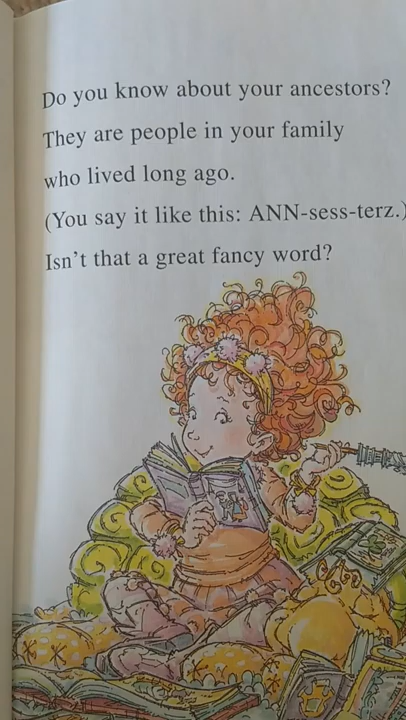 Do you know about your ancestors?
They are people in your family
who lived long ago.
(You say it like this: ANN-sess-terz.)
Isn't that a great fancy word?